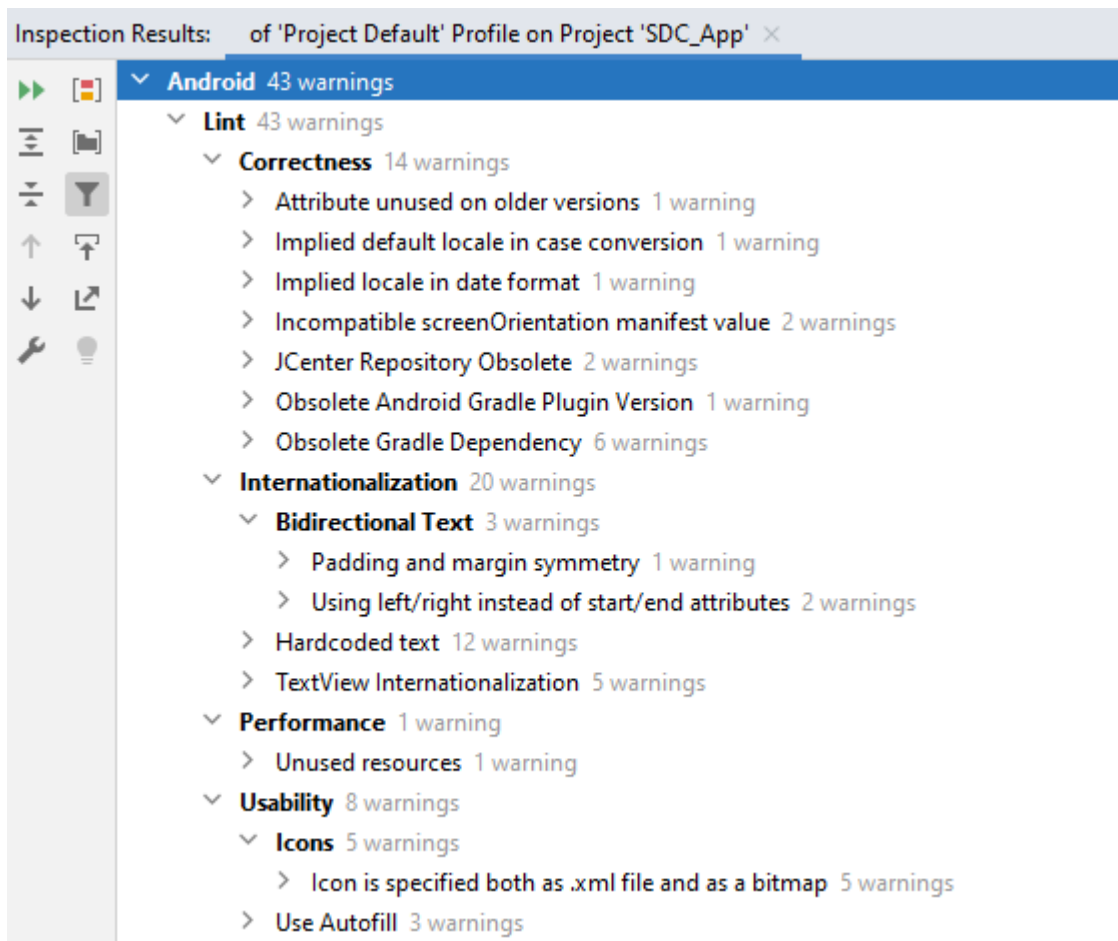 Inspection Results: of 'Project Default' Profile on Project 'SDC_App'
Android 43 warnings
Lint 43 warnings
Correctness 14 warnings
Attribute unused on older versions 1 warning
Implied default locale in case conversion 1 warning
Implied locale in date format 1 warning
Incompatible screenOrientation manifest value 2 warnings
JCenter Repository Obsolete 2 warnings
Obsolete Android Gradle Plugin Version 1 warning
Obsolete Gradle Dependency 6 warnings
Internationalization 20 warnings
Bidirectional Text 3 warnings
Padding and margin symmetry 1 warning
Using left/right instead of start/end attributes 2 warnings
Hardcoded text 12 warnings
TextView Internationalization 5 warnings
Performance 1 warning
Unused resources 1 warning
Usability 8 warnings
Icons 5 warnings
Icon is specified both as .xml file and as a bitmap 5 warnings
Use Autofill 3 warnings